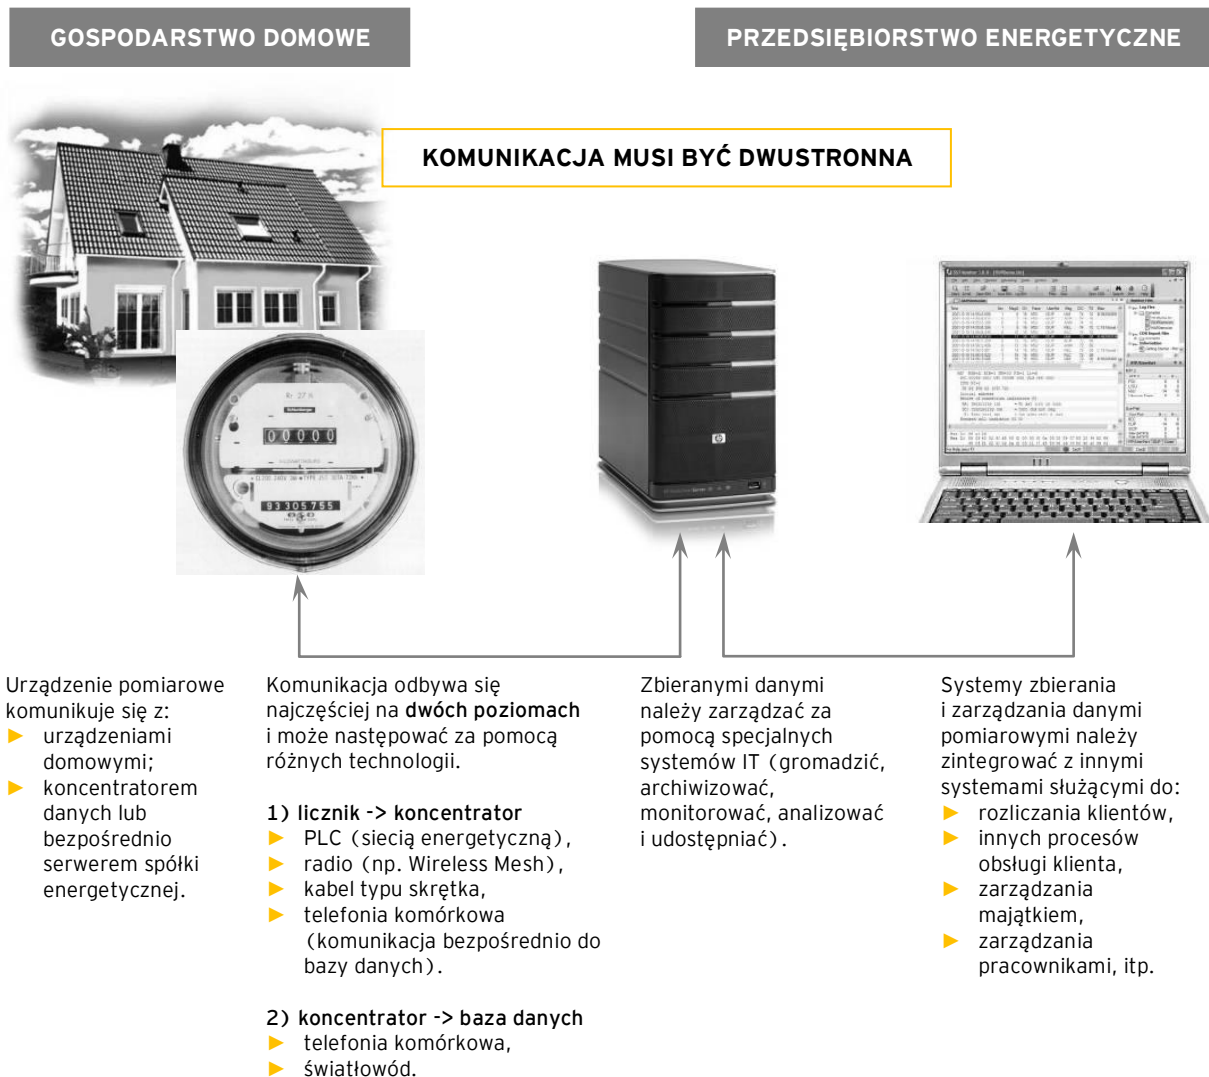 GOSPODARSTWO DOMOWE
PRZEDSIĘBIORSTWO ENERGETYCZNE
KOMUNIKACJA MUSI BYĆ DWUSTRONNA
Kr 27
00000
93305755
hp
Urządzenie pomiarowe
komunikuje się z:
► urządzeniami
domowymi;
► koncentratorem
danych lub
bezpośrednio
serwerem spółki
energetycznej.
Komunikacja odbywa się
najczęściej na dwóch poziomach
i może następować za pomocą
różnych technologii.
1) licznik -> koncentrator
► PLC (siecią energetyczną),
► radio (np. Wireless Mesh),
► kabel typu skrętka,
► telefonia komórkowa
(komunikacja bezpośrednio do
bazy danych).
2) koncentrator -> baza danych
► telefonia komórkowa,
► światłowód.
Zbieranymi danymi
należy zarządzać za
pomocą specjalnych
systemów IT (gromadzić,
archiwizować,
monitorować, analizować
i udostępniać).
Systemy zbierania
i zarządzania danymi
pomiarowymi należy
zintegrować z innymi
systemami służącymi do:
► rozliczania klientów,
► innych procesów
obsługi klienta,
► zarządzania
majątkiem,
► zarządzania
pracownikami, itp.